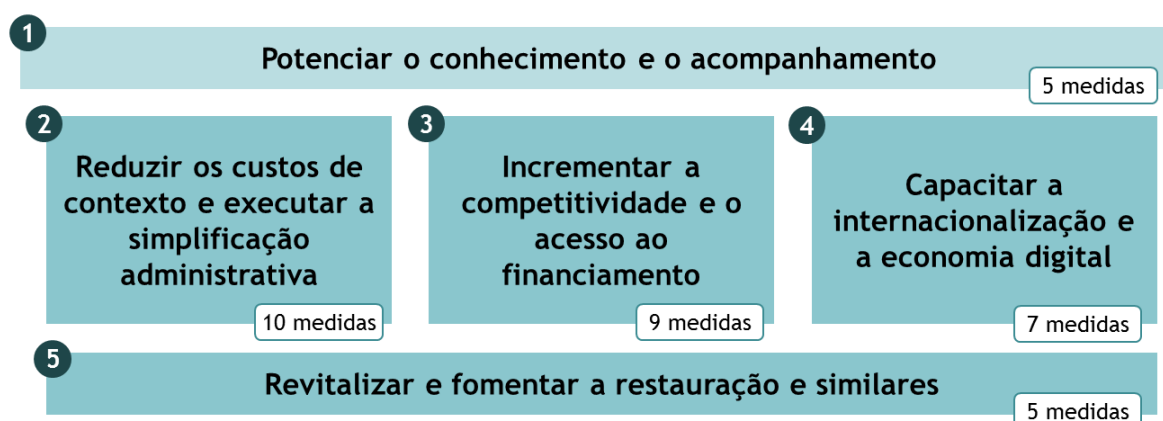 1
Potenciar o conhecimento e o acompanhamento
5 medidas
2
Reduzir os custos de
contexto e executar a
simplificação
administrativa
10 medidas
3
Incrementar a
competitividade e o
acesso ao
financiamento
9 medidas
4
Capacitar a
internacionalização e
a economia digital
7 medidas
5
Revitalizar e fomentar a restauração e similares
5 medidas